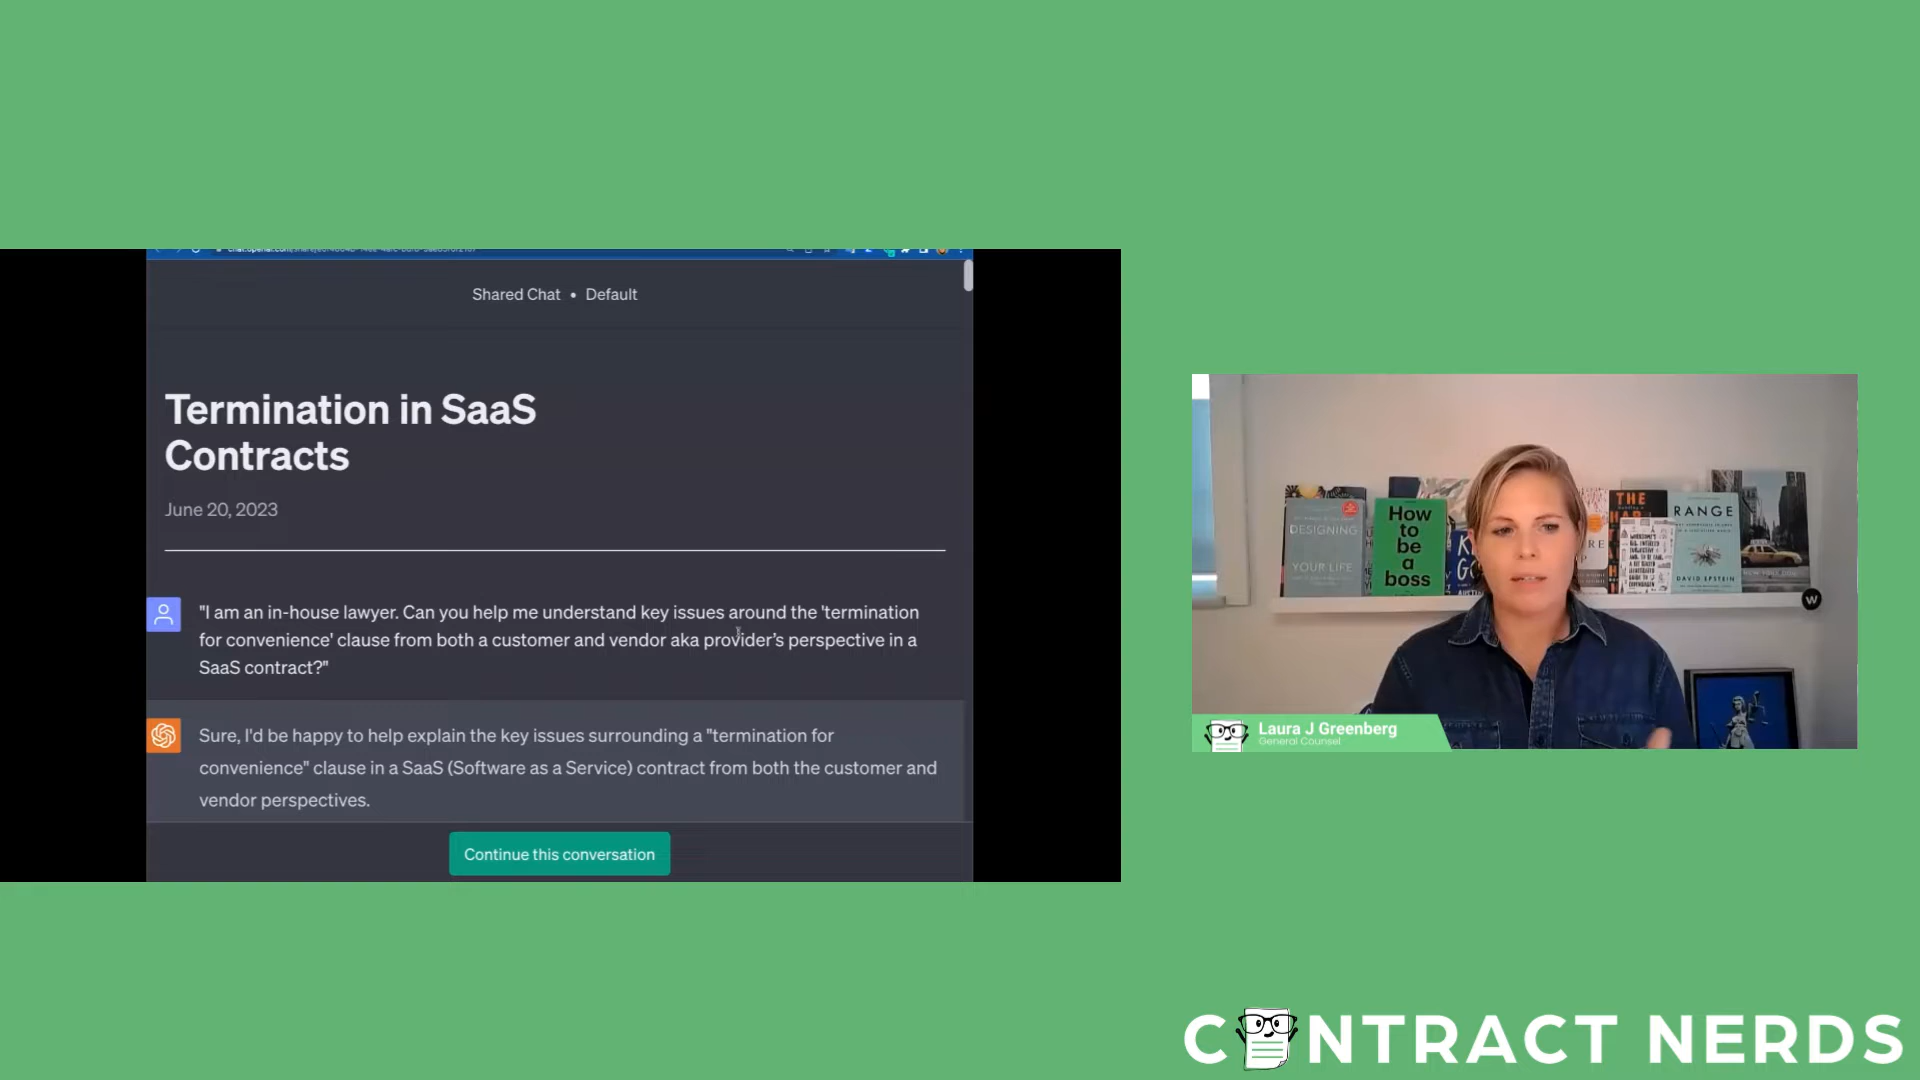 Shared Chat • Default
Termination in SaaS
Contracts
June 20, 2023
"I am an in-house lawyer. Can you help me understand key issues around the 'termination
for convenience' clause from both a customer and vendor aka provider's perspective in a
SaaS contract?"
Sure, I'd be happy to help explain the key issues surrounding a "termination for
convenience" clause in a SaaS (Software as a Service) contract from both the customer and
vendor perspectives.
Continue this conversation
DESIGNING
YOUR LIFE
How
to
be
a
boss
THE
RANGE
DAVID EPSTEIN
W
Laura J Greenberg
General Counsel
CONTRACT NERDS